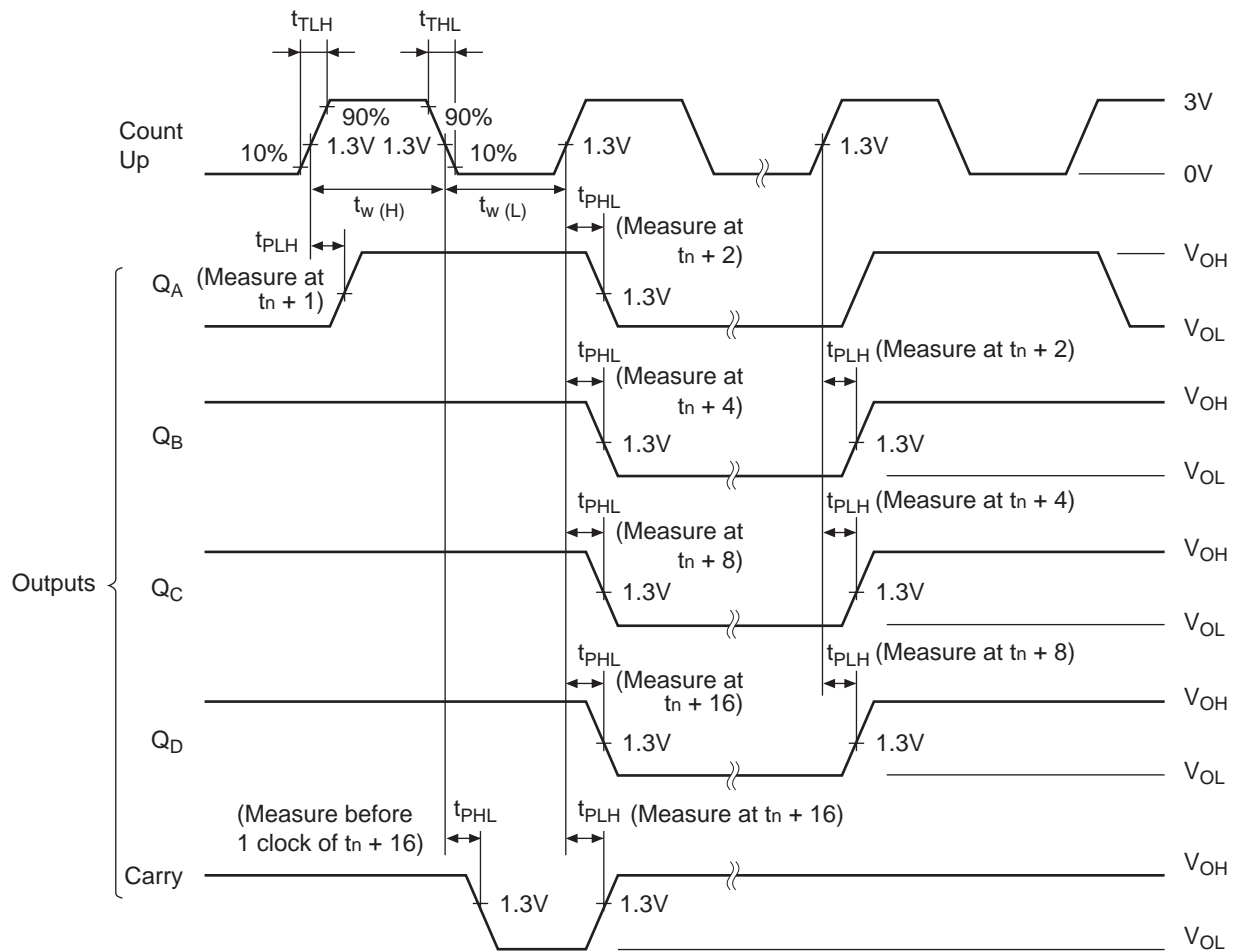 tTLH tTHL
90% 90% 3V
Count Up
10% 1.3V 1.3V 10% 1.3V 1.3V
0V
tw (H) tw (L) tPHL
(Measure at
tn + 2)
tPLH
VOH
QA (Measure at
tn + 1)
1.3V
VOL
tPHL
(Measure at
tn + 4)
tPLH (Measure at tn + 2)
VOH
QB 1.3V 1.3V
VOL
tPHL
(Measure at
tn + 8)
tPLH (Measure at tn + 4)
VOH
Outputs
QC 1.3V 1.3V
VOL
tPHL
(Measure at
tn + 16)
tPLH (Measure at tn + 8)
VOH
QD 1.3V 1.3V
VOL
(Measure before
1 clock of tn + 16)
tPHL tPLH (Measure at tn + 16)
VOH
Carry
1.3V 1.3V
VOL